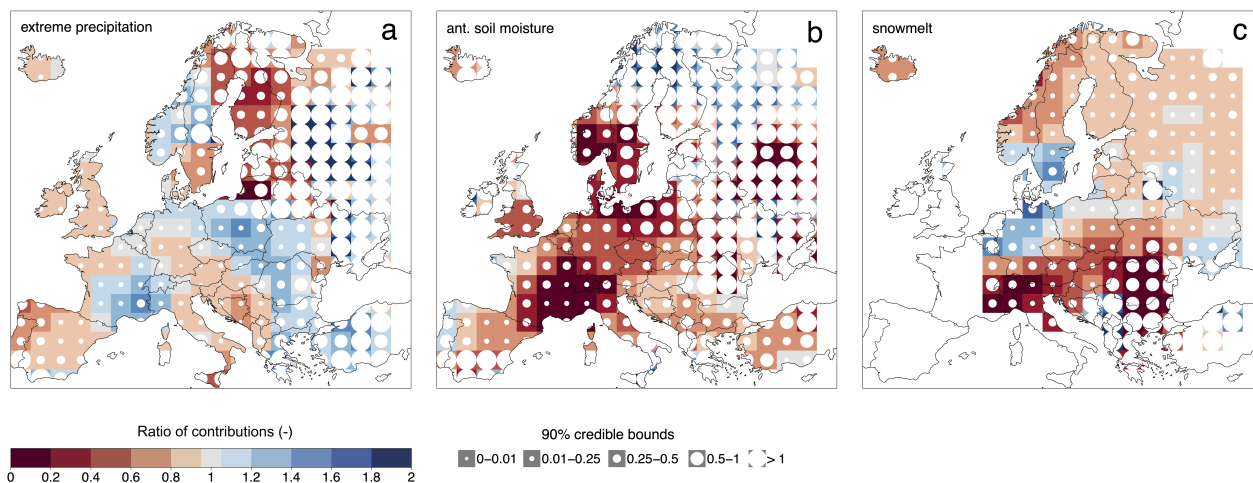 extreme precipitation a
ant. soil moisture b
snowmelt c
Ratio of contributions (-)
0 0.2 0.4 0.6 0.8 1 1.2 1.4 1.6 1.8 2
90% credible bounds
0−0.01 0.01−0.25 0.25−0.5 0.5−1 > 1